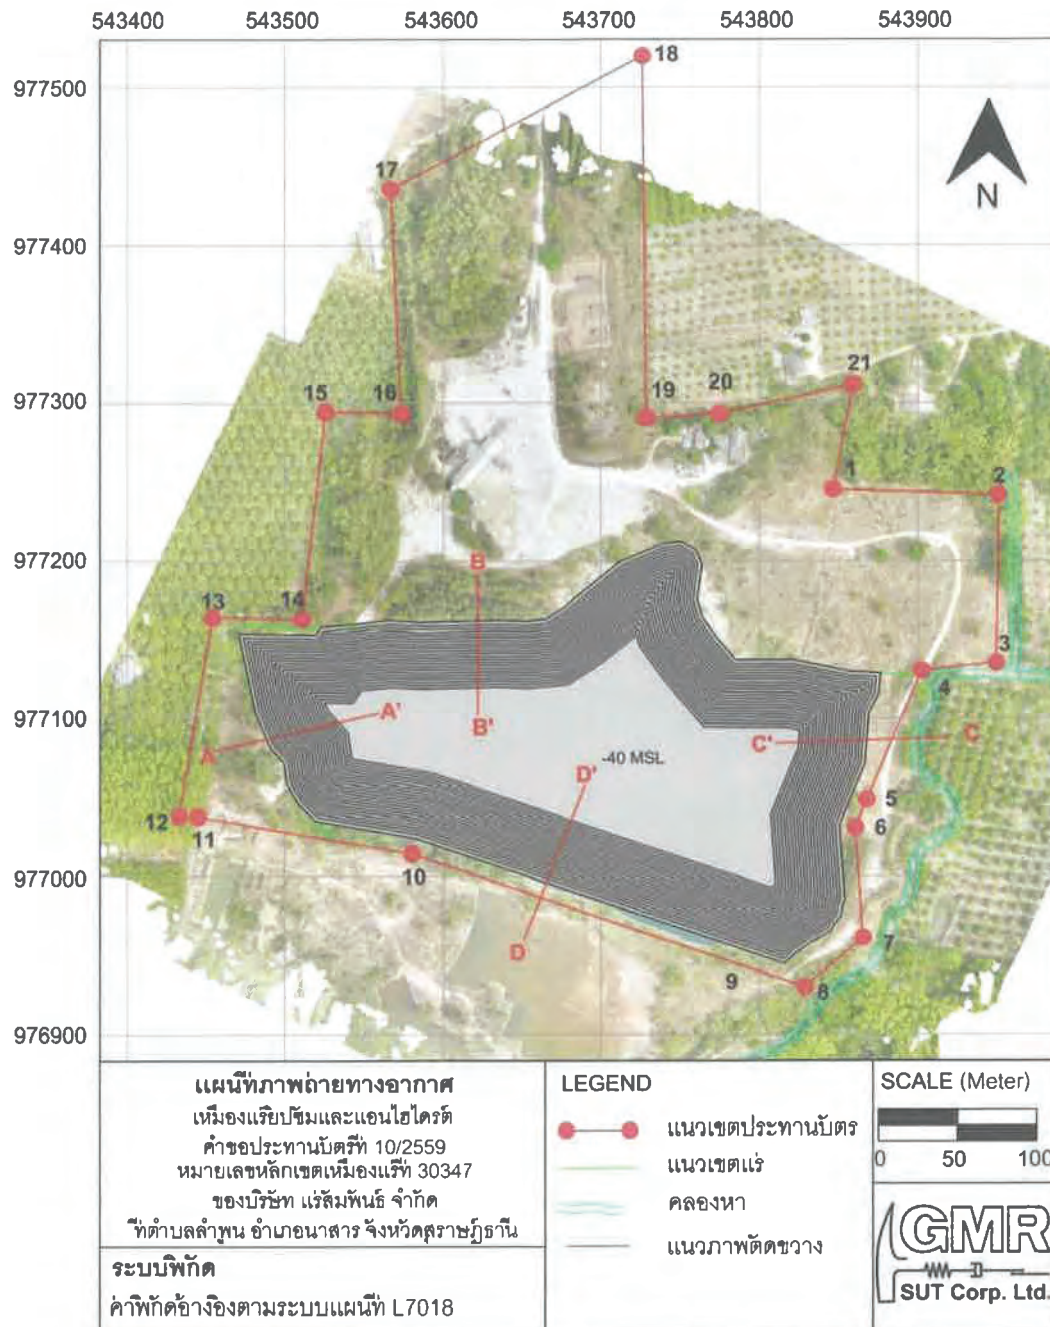 543400 543500 543600 543700 543800 543900
977500
977400
977300
977200
977100
977000
976900
18
17
N
21
20
19
15
16
1
2
B
13
14
3
4
A'
B'
C'
C
A
-40 MSL
D'
5
6
12
11
10
D
7
9
8
แผนที่ภาพถ่ายทางอากาศ
เหมืองแร่ยิปซัมและแอนไฮไดรต์
คำขอประทานบัตรที่ 10/2559
หมายเลขหลักเขตเหมืองแร่ที่ 30347
ของบริษัท แร่สัมพันธ์ จำกัด
ที่ตำบลลำพูน อำเภอนาสาร จังหวัดสุราษฎ์ธานี
ระบบพิกัด
ค่าพิกัดอ้างอิงตามระบบแผนที่ L7018
LEGEND
แนวเขตประทานบัตร
แนวเขตแร่
คลองหา
แนวภาพตัดขวาง
SCALE (Meter)
0 50 100
GMR
SUT Corp. Ltd.